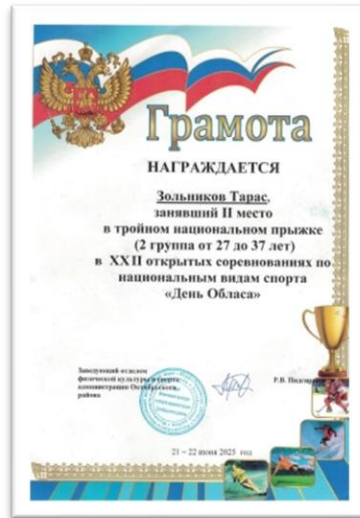 Грамота
НАГРАЖДАЕТСЯ
Зольников Тарас,
занявший II место
в тройном национальном прыжке
(2 группа от 27 до 37 лет)
в XXII открытых соревнованиях по
национальным видам спорта
«День Обласа»
Заведующий отделом
физической культуры и спорта
администрации Октябрьского
района
Р.В.
21 – 22 июня 2025 год